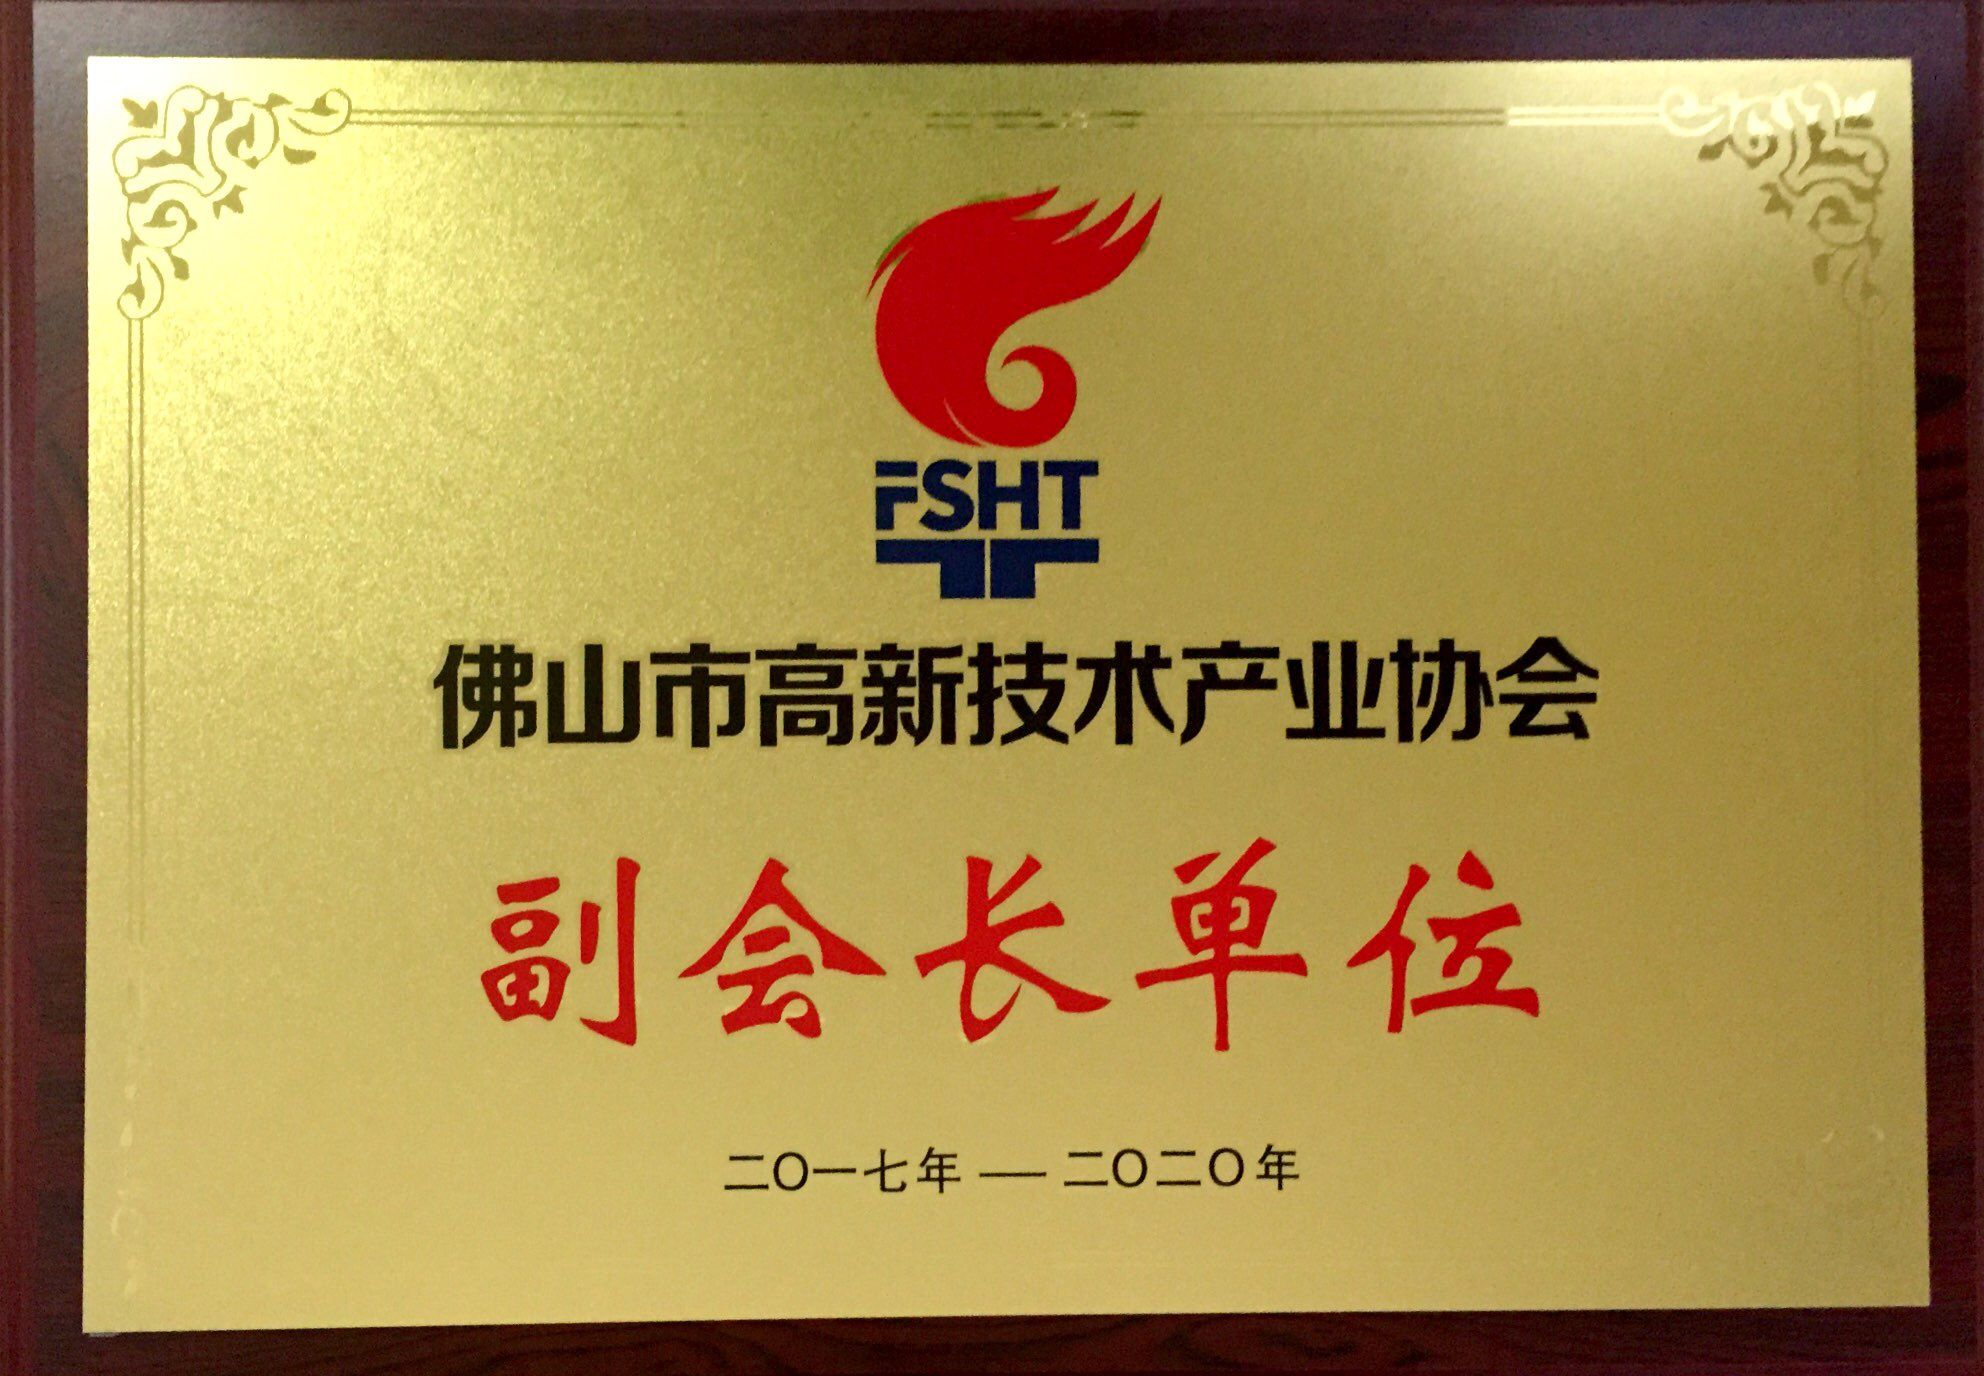 FSHT
佛山市高新技术产业协会
副会长单位
二〇一七年 — 二〇二〇年